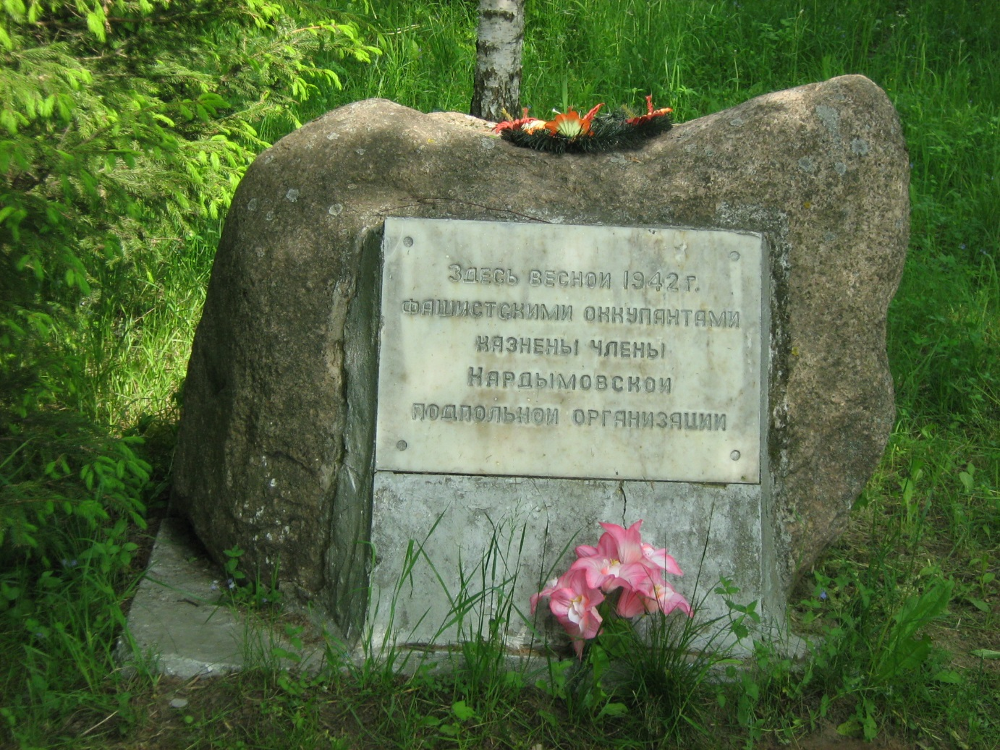 Здесь весной 1942 г.
фашистскими оккупантами
казнены члены
Нардымовской
подпольной организации